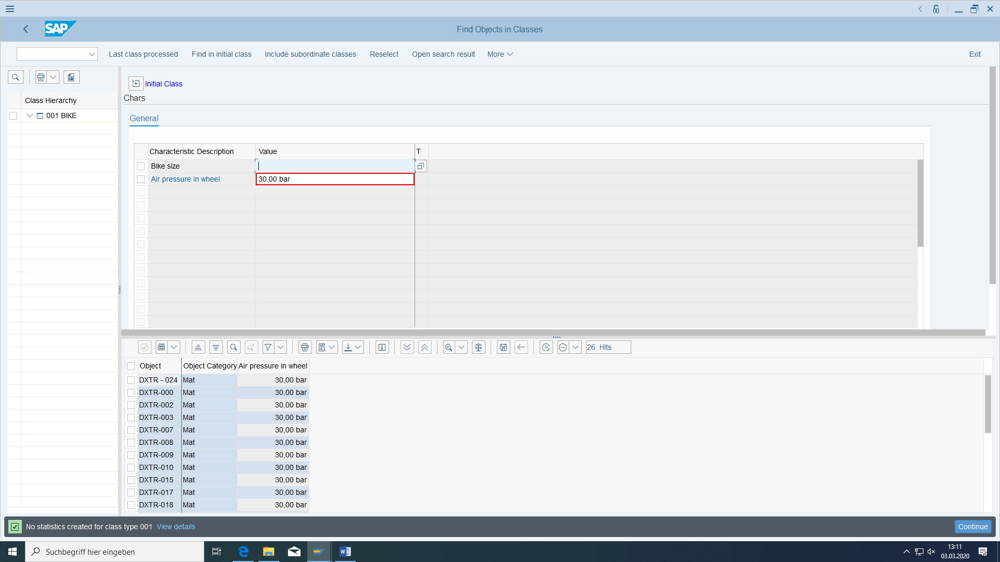 SAP
Find Objects in Classes
Last class processed Find in initial class Include subordinate classes Reselect Open search result More Exit
Class Hierarchy
001 BIKE
Initial Class
Chars
General
Characteristic Description Value T
Bike size
Air pressure in wheel 30,00 bar
26 Hits
Object Object Category Air pressure in wheel
DXTR - 024 Mat 30,00 bar
DXTR-000 Mat 30,00 bar
DXTR-002 Mat 30,00 bar
DXTR-003 Mat 30,00 bar
DXTR-007 Mat 30,00 bar
DXTR-008 Mat 30,00 bar
DXTR-009 Mat 30,00 bar
DXTR-010 Mat 30,00 bar
DXTR-015 Mat 30,00 bar
DXTR-017 Mat 30,00 bar
DXTR-018 Mat 30,00 bar
No statistics created for class type 001 View details Continue
Suchbegriff hier eingeben
13:11
03.03.2020